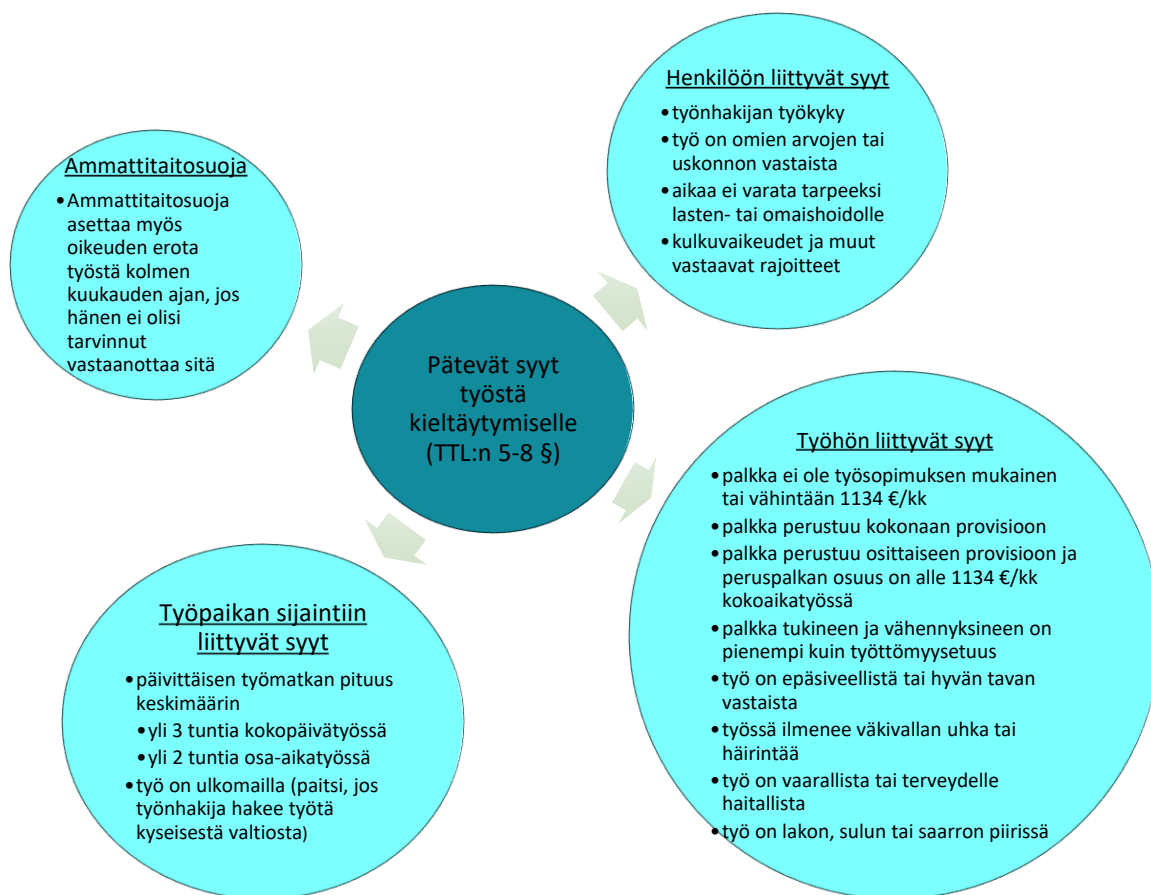 Henkilöön liittyvät syyt
•työnhakijan työkyky
•työ on omien arvojen tai
uskonnon vastaista
•aikaa ei varata tarpeeksi
lasten- tai omaishoidolle
•kulkuvaikeudet ja muut
vastaavat rajoitteet
Ammattitaitosuoja
•Ammattitaitosuoja
asettaa myös
oikeuden erota
työstä kolmen
kuukauden ajan, jos
hänen ei olisi
tarvinnut
vastaanottaa sitä
Pätevät syyt
työstä
kieltäytymiselle
(TTL:n 5-8 §)
Työhön liittyvät syyt
•palkka ei ole työsopimuksen mukainen
tai vähintään 1134 €/kk
•palkka perustuu kokonaan provisioon
•palkka perustuu osittaiseen provisioon ja
peruspalkan osuus on alle 1134 €/kk
kokoaikatyössä
•palkka tukineen ja vähennyksineen on
pienempi kuin työttömyysetuus
•työ on epäsiveellistä tai hyvän tavan
vastaista
•työssä ilmenee väkivallan uhka tai
häirintää
•työ on vaarallista tai terveydelle
haitallista
•työ on lakon, sulun tai saarron piirissä
Työpaikan sijaintiin
liittyvät syyt
•päivittäisen työmatkan pituus
keskimäärin
•yli 3 tuntia kokopäivätyössä
•yli 2 tuntia osa-aikatyössä
•työ on ulkomailla (paitsi, jos
työnhakija hakee työtä
kyseisestä valtiosta)